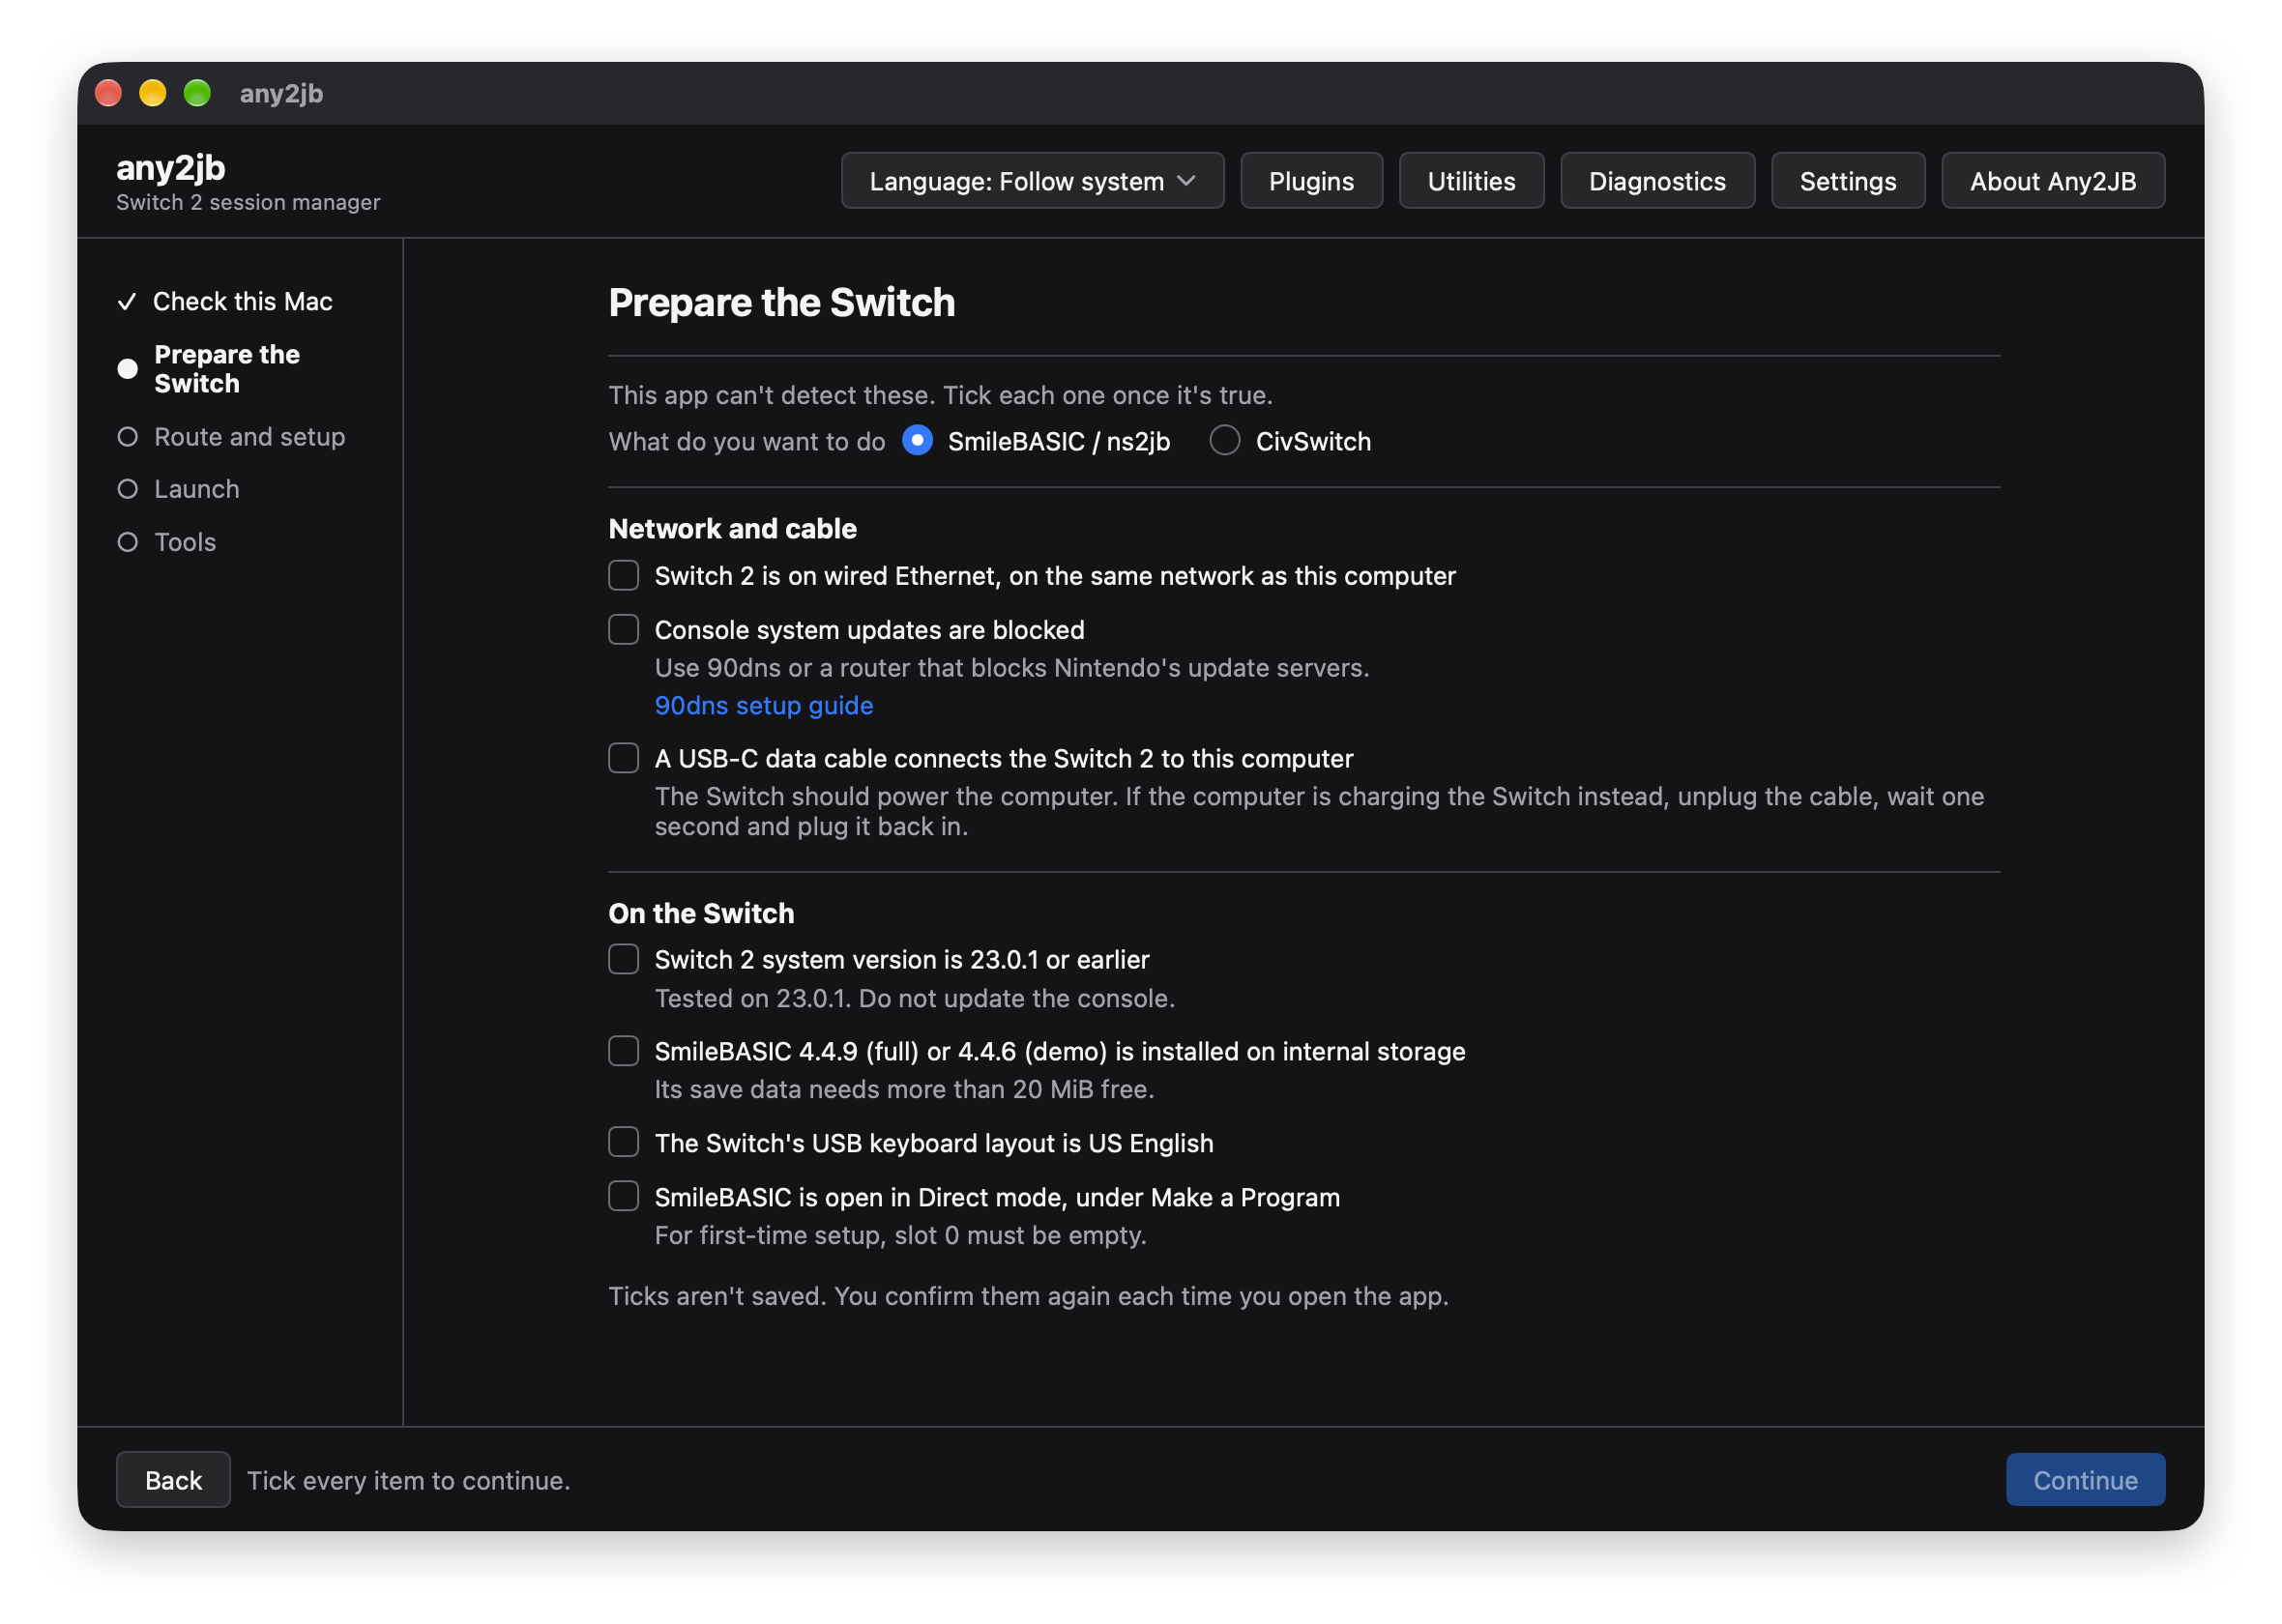 any2jb
any2jb
Switch 2 session manager
Language: Follow system
Plugins
Utilities
Diagnostics
Settings
About Any2JB
Check this Mac
Prepare the
Switch
Route and setup
Launch
Tools
Prepare the Switch
This app can't detect these. Tick each one once it's true.
What do you want to do SmileBASIC / ns2jb CivSwitch
Network and cable
Switch 2 is on wired Ethernet, on the same network as this computer
Console system updates are blocked
Use 90dns or a router that blocks Nintendo's update servers.
90dns setup guide
A USB-C data cable connects the Switch 2 to this computer
The Switch should power the computer. If the computer is charging the Switch instead, unplug the cable, wait one
second and plug it back in.
On the Switch
Switch 2 system version is 23.0.1 or earlier
Tested on 23.0.1. Do not update the console.
SmileBASIC 4.4.9 (full) or 4.4.6 (demo) is installed on internal storage
Its save data needs more than 20 MiB free.
The Switch's USB keyboard layout is US English
SmileBASIC is open in Direct mode, under Make a Program
For first-time setup, slot 0 must be empty.
Ticks aren't saved. You confirm them again each time you open the app.
Back
Tick every item to continue.
Continue